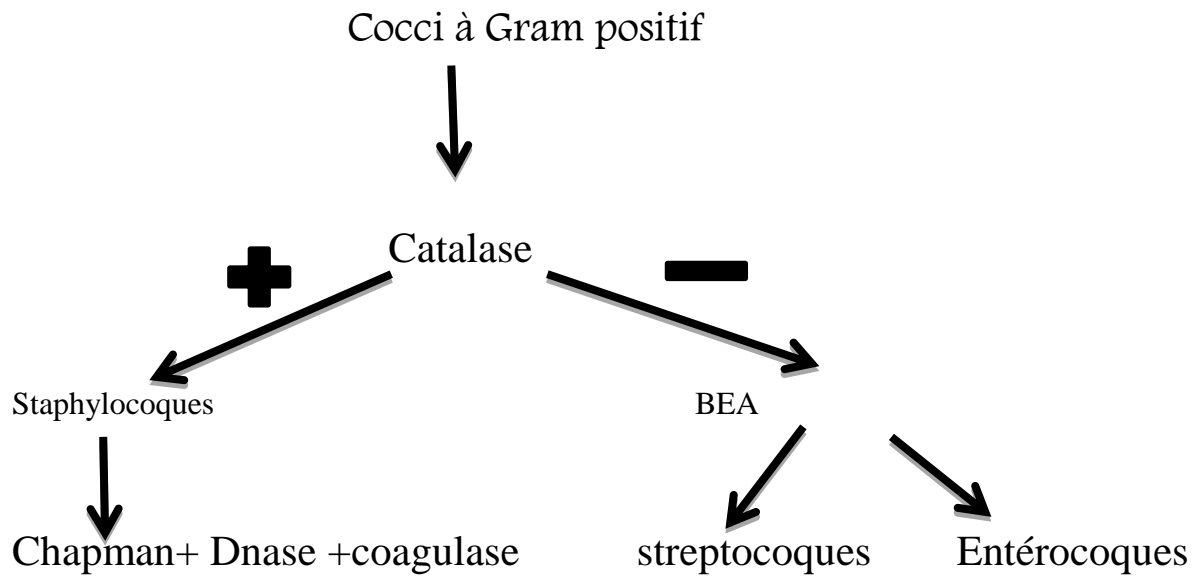 Cocci à Gram positif
Catalase
Staphylocoques BEA
Chapman+ Dnase +coagulase streptocoques Entérocoques